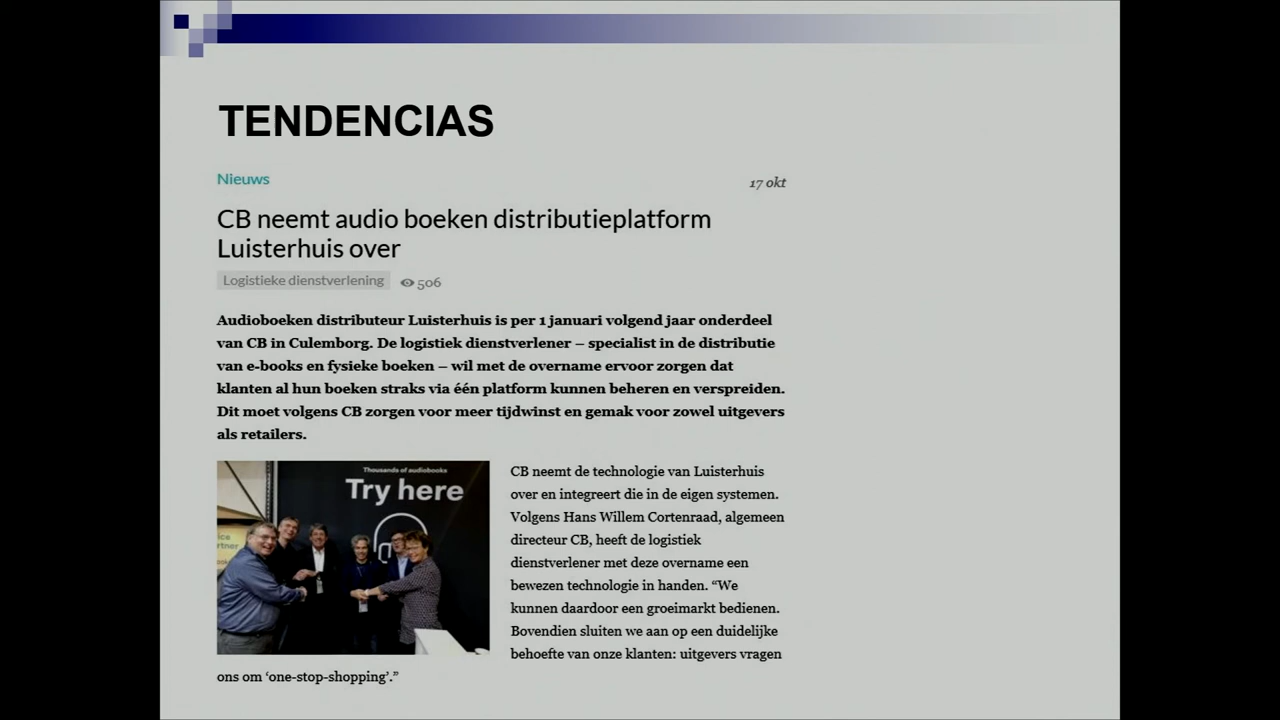 TENDENCIAS
Nieuws
17 okt
CB neemt audio boeken distributieplatform
Luisterhuis over
Logistieke dienstverlening
506
Audioboeken distributeur Luisterhuis is per 1 januari volgend jaar onderdeel
van CB in Culemborg. De logistiek dienstverlener – specialist in de distributie
van e-books en fysieke boeken – wil met de overname ervoor zorgen dat
klanten al hun boeken straks via één platform kunnen beheren en verspreiden.
Dit moet volgens CB zorgen voor meer tijdwinst en gemak voor zowel uitgevers
als retailers.
Thousands of audiobooks
Try here
CB neemt de technologie van Luisterhuis
over en integreert die in de eigen systemen.
Volgens Hans Willem Cortenraad, algemeen
directeur CB, heeft de logistiek
dienstverlener met deze overname een
bewezen technologie in handen. “We
kunnen daardoor een groeimarkt bedienen.
Bovendien sluiten we aan op een duidelijke
behoefte van onze klanten: uitgevers vragen
ons om ‘one-stop-shopping’.”